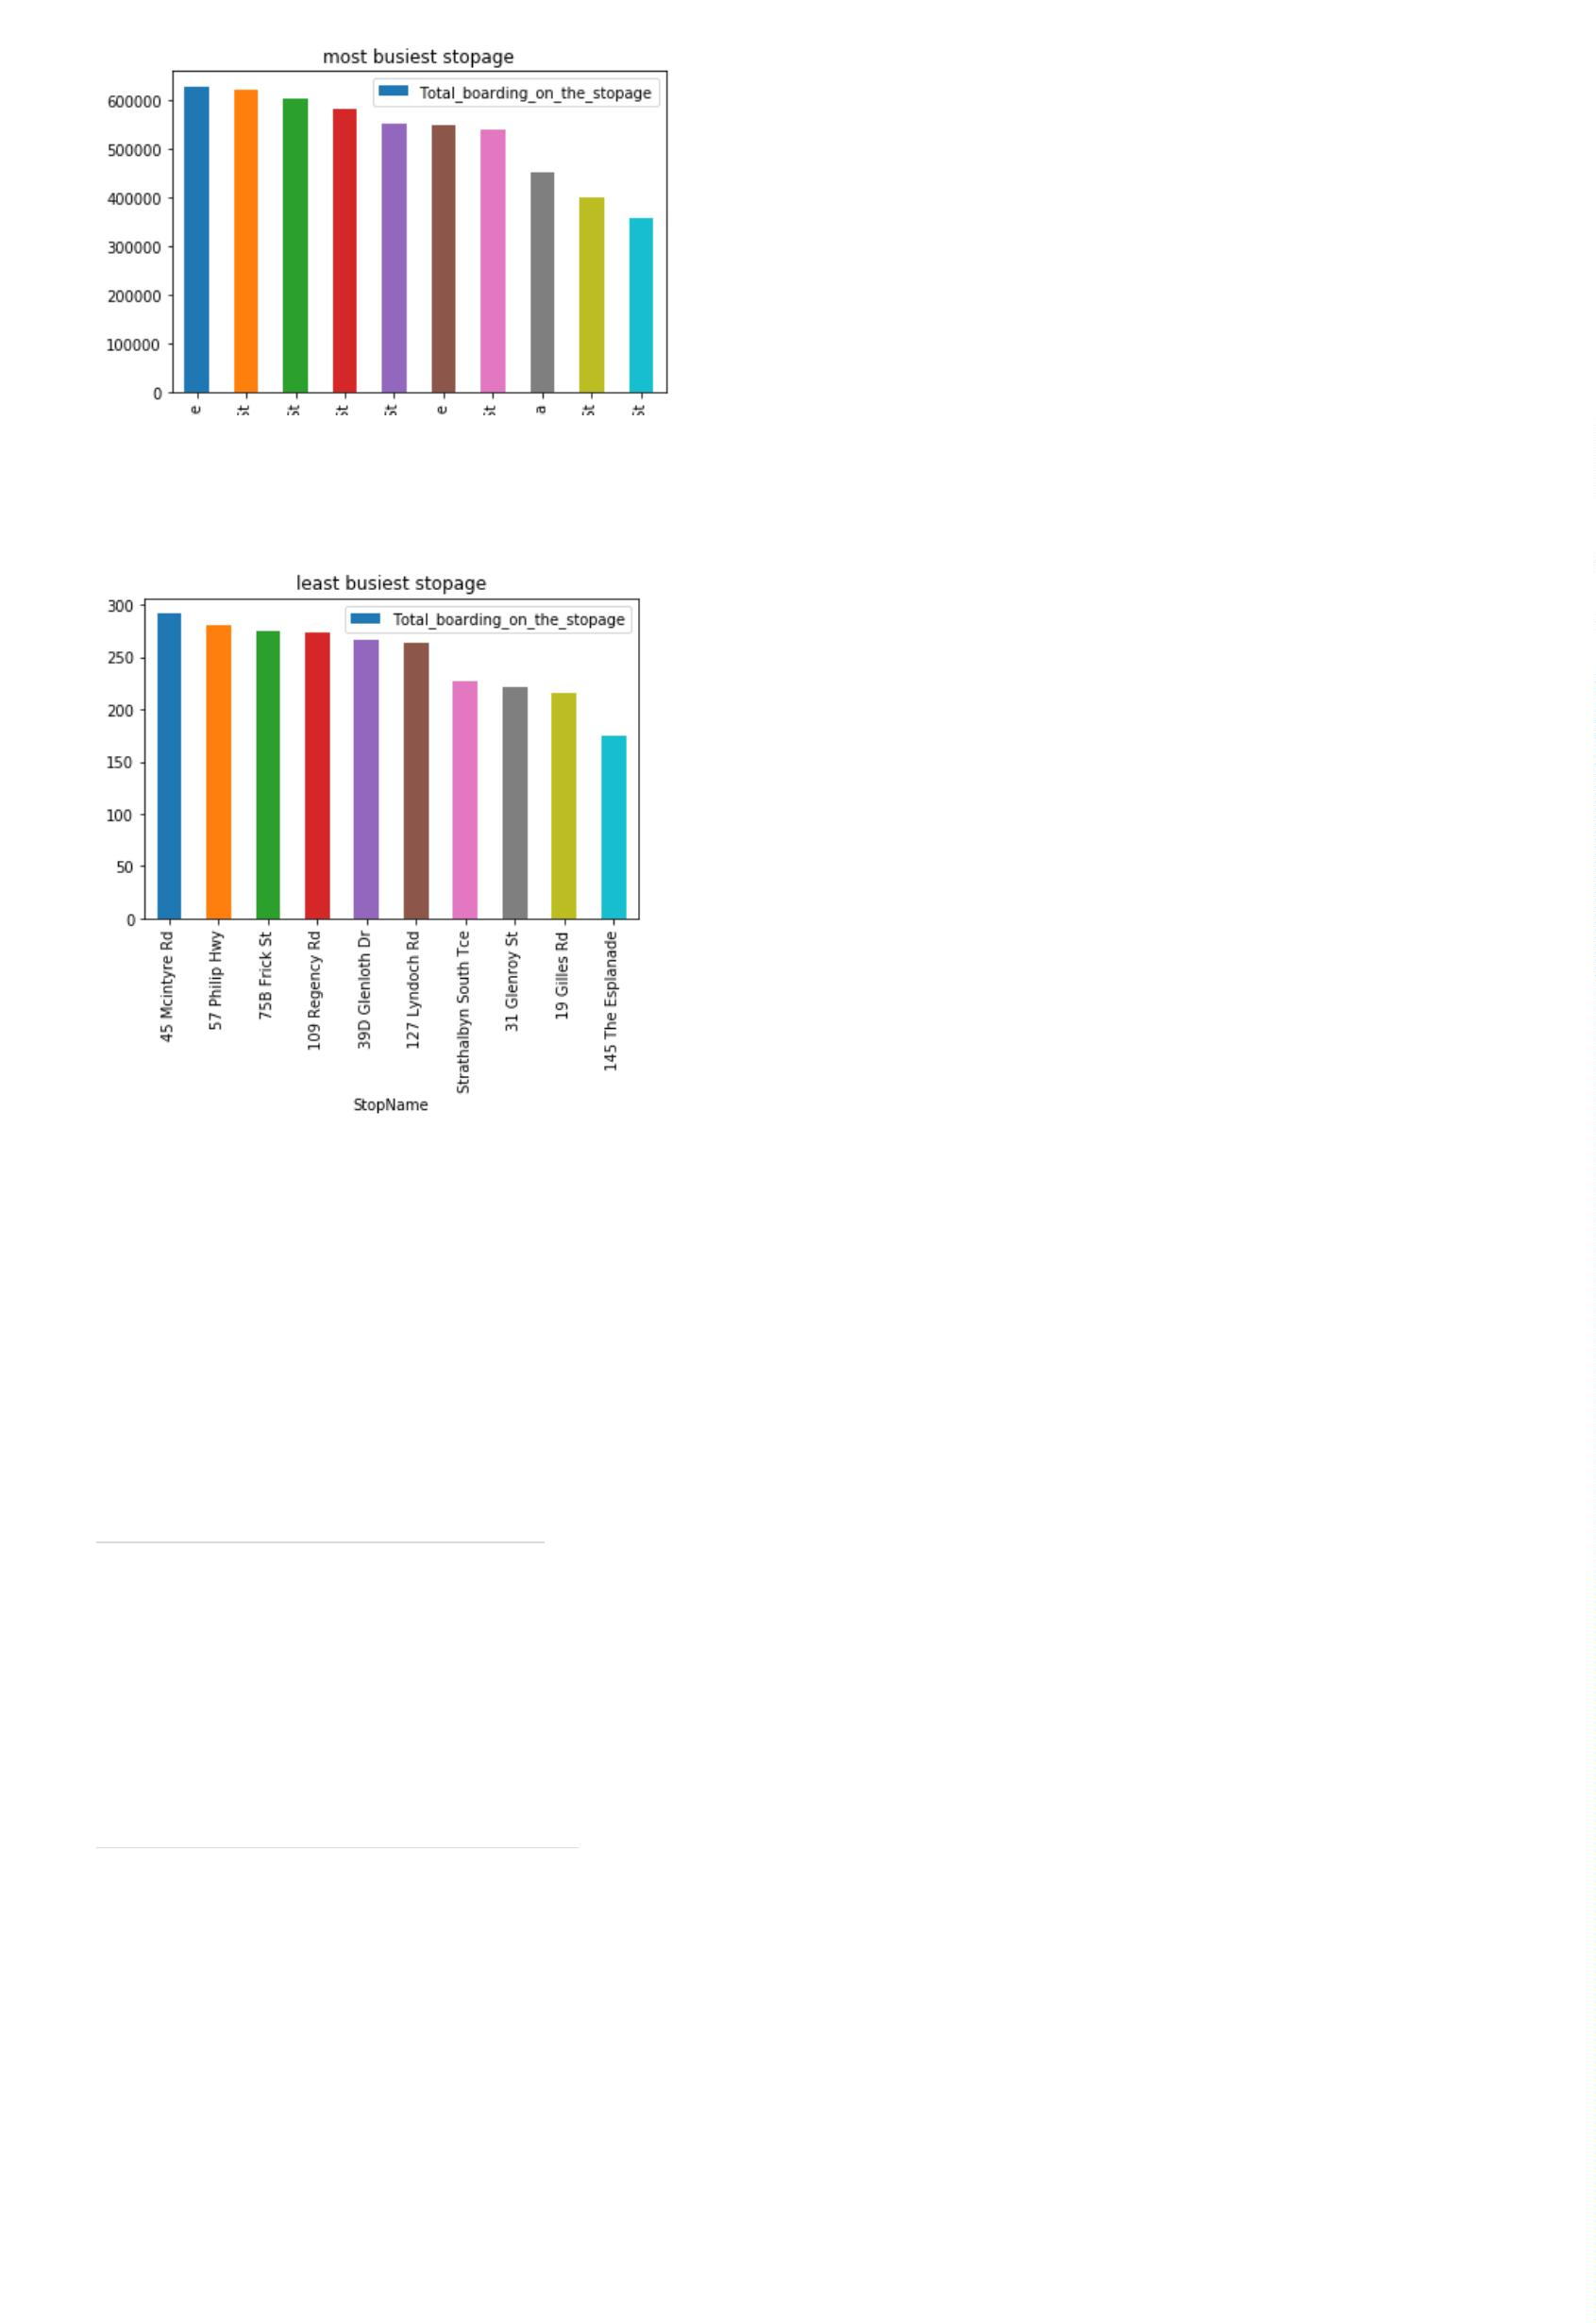 most busiest stopage
Total_boarding_on_the_stopage
600000
500000
400000
300000
200000
100000
0
least busiest stopage
Total_boarding_on_the_stopage
300
250
200
150
100
50
0
45 Mcintyre Rd
57 Philip Hwy
75B Frick St
109 Regency Rd
39D Glenloth Dr
127 Lyndoch Rd
Strathalbyn South Tce
31 Glenroy St
19 Gilles Rd
145 The Esplanade
StopName